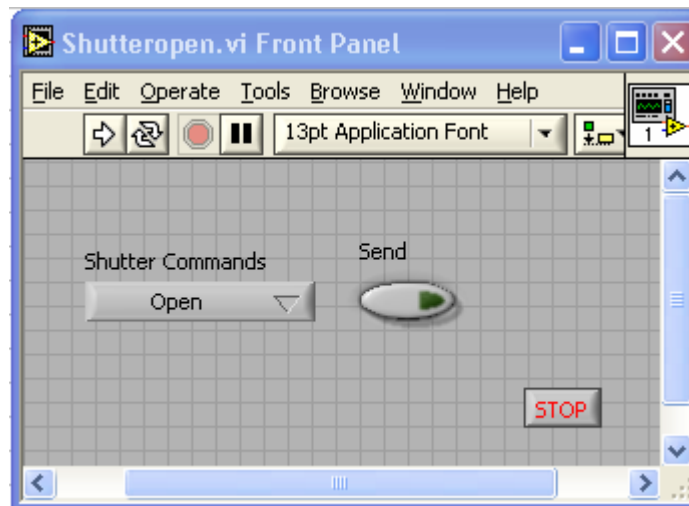 Shutteropen.vi Front Panel
File Edit Operate Tools Browse Window Help
13pt Application Font
1
Shutter Commands
Send
Open
STOP